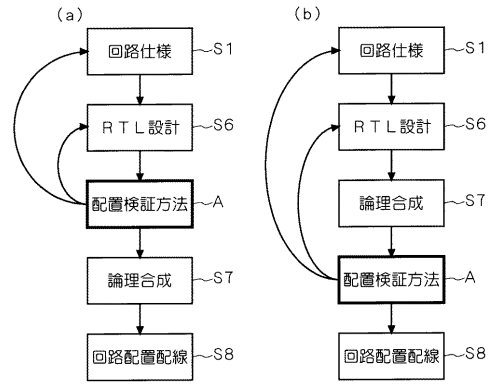 (a)
回路仕様 S1
RTL設計 S6
配置検証方法 A
論理合成 S7
回路配置配線 S8
(b)
回路仕様 S1
RTL設計 S6
論理合成 S7
配置検証方法 A
回路配置配線 S8